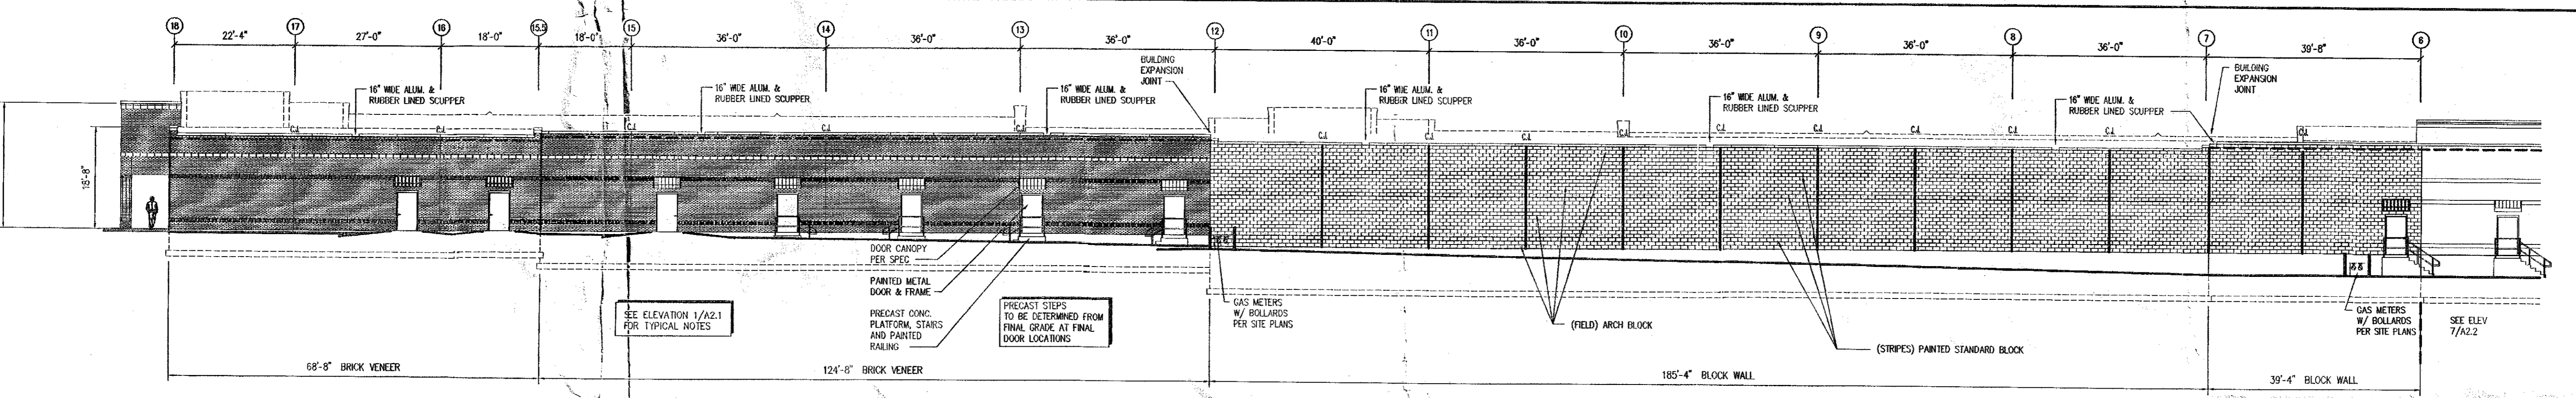 18
17
16
15.5
15
14
13
12
11
10
9
8
7
6
22'-4"
27'-0"
18'-0"
18'-0"
36'-0"
36'-0"
36'-0"
40'-0"
36'-0"
36'-0"
36'-0"
36'-0"
39'-8"
16" WIDE ALUM. &
RUBBER LINED SCUPPER
16" WIDE ALUM. &
RUBBER LINED SCUPPER
16" WIDE ALUM. &
RUBBER LINED SCUPPER
BUILDING
EXPANSION
JOINT
16" WIDE ALUM. &
RUBBER LINED SCUPPER
16" WIDE ALUM. &
RUBBER LINED SCUPPER
16" WIDE ALUM. &
RUBBER LINED SCUPPER
BUILDING
EXPANSION
JOINT
C.J.
C.J.
C.J.
C.J.
C.J.
C.J.
C.J.
C.J.
C.J.
C.J.
C.J.
C.J.
C.J.
C.J.
DOOR CANOPY
PER SPEC
PAINTED METAL
DOOR & FRAME
PRECAST CONC.
PLATFORM, STAIRS
AND PAINTED
RAILING
SEE ELEVATION 1/A2.1
FOR TYPICAL NOTES
PRECAST STEPS
TO BE DETERMINED FROM
FINAL GRADE AT FINAL
DOOR LOCATIONS
GAS METERS
W/ BOLLARDS
PER SITE PLANS
(FIELD) ARCH BLOCK
(STRIPES) PAINTED STANDARD BLOCK
GAS METERS
W/ BOLLARDS
PER SITE PLANS
SEE ELEV
7/A2.2
68'-8" BRICK VENEER
124'-8" BRICK VENEER
185'-4" BLOCK WALL
39'-4" BLOCK WALL